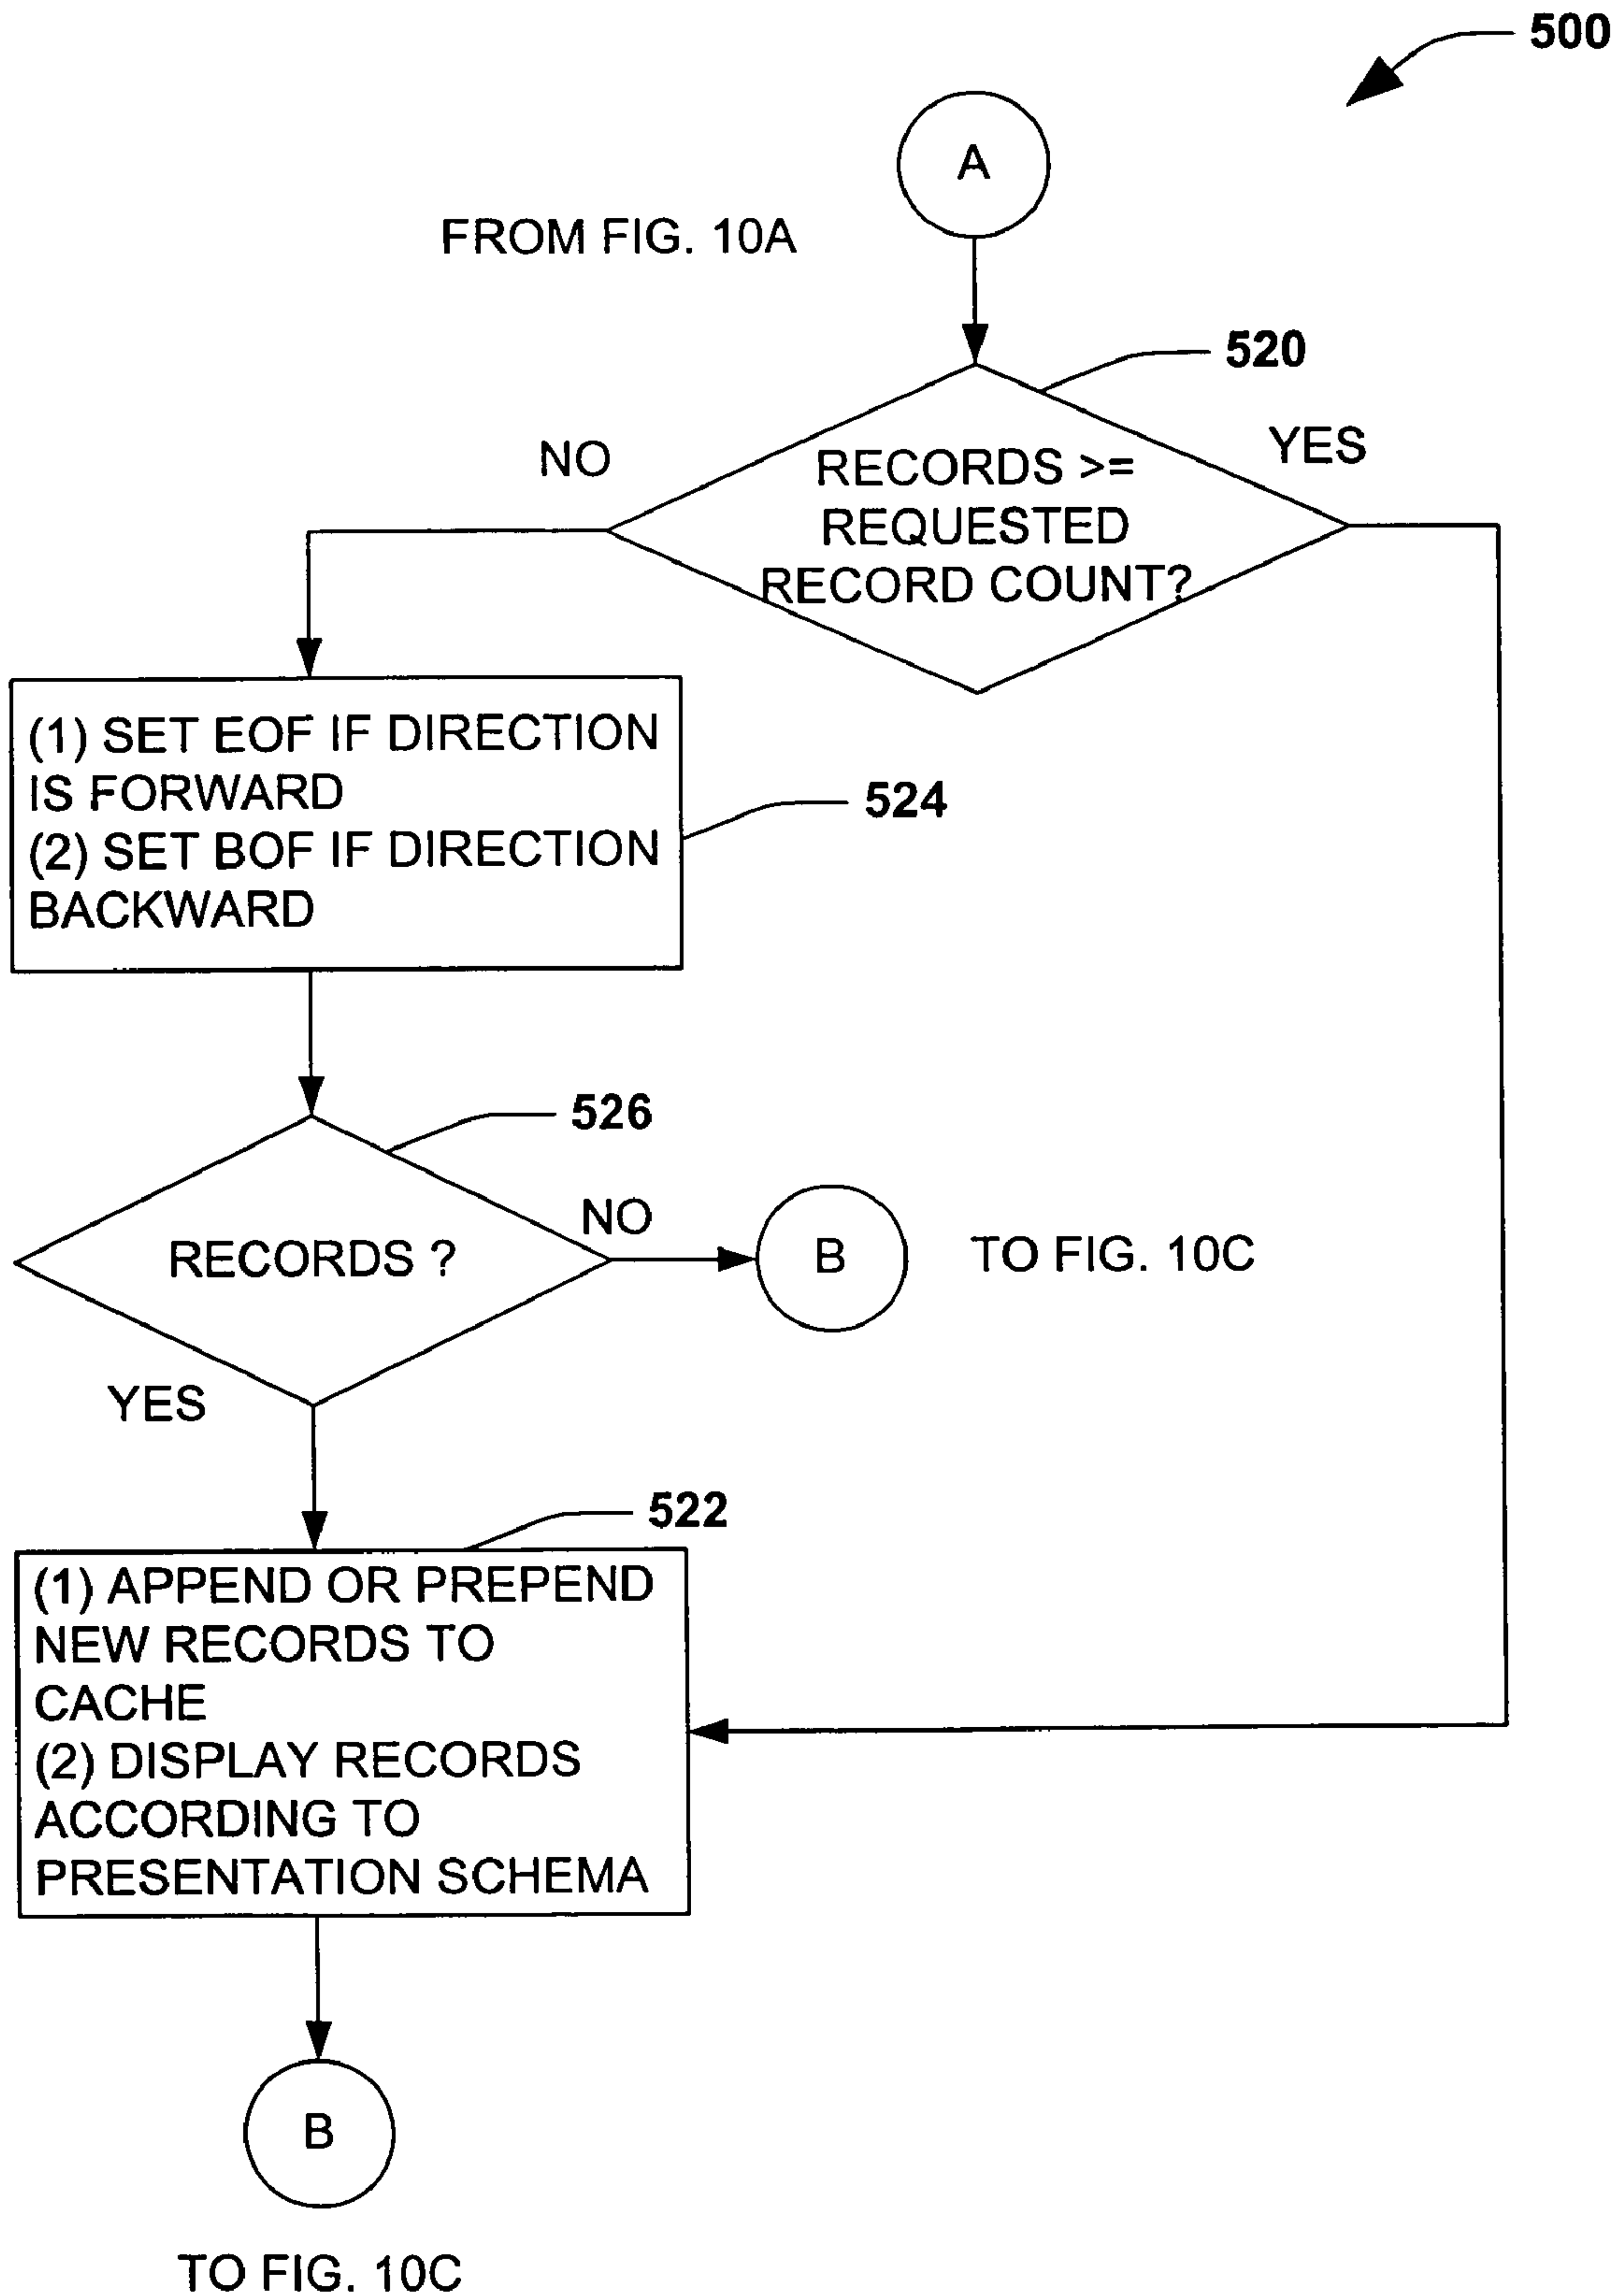 500
A
FROM FIG. 10A
520
NO
YES
RECORDS >=
REQUESTED
RECORD COUNT?
(1) SET EOF IF DIRECTION
IS FORWARD
(2) SET BOF IF DIRECTION
BACKWARD
524
526
RECORDS ?
NO
B
TO FIG. 10C
YES
522
(1) APPEND OR PREPEND
NEW RECORDS TO
CACHE
(2) DISPLAY RECORDS
ACCORDING TO
PRESENTATION SCHEMA
B
TO FIG. 10C